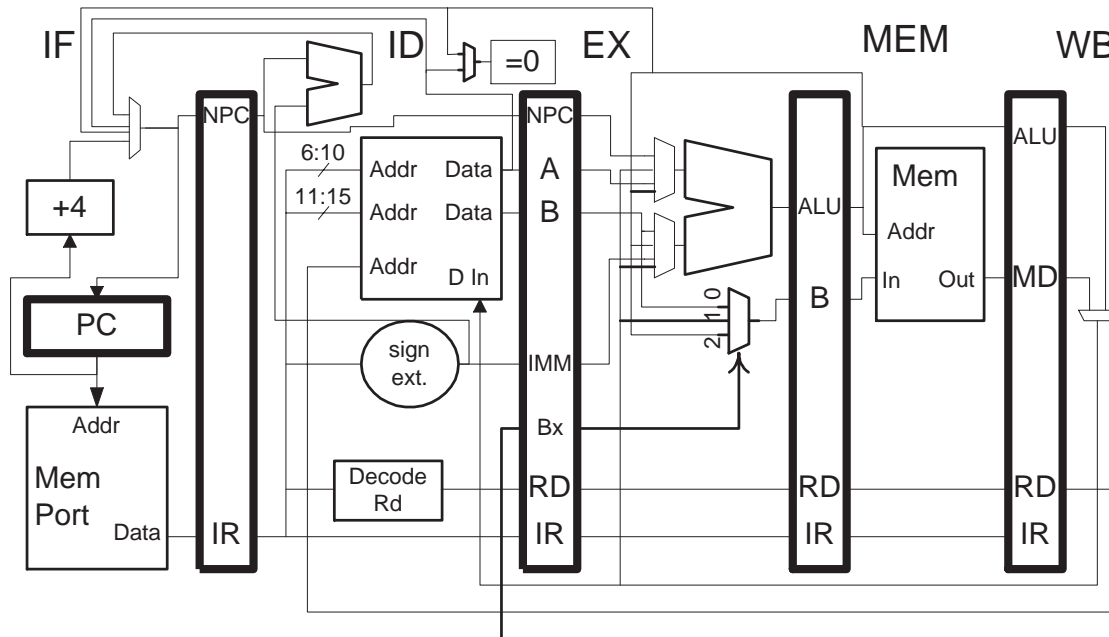 IF
ID
EX
MEM
WB
=0
NPC
NPC
ALU
6:10
Addr
Data
A
Mem
11:15
Addr
Data
B
ALU
+4
Addr
Addr
D In
In
Out
MD
0
1
2
B
PC
sign
ext.
IMM
Addr
Bx
Mem
Port
Decode
Rd
RD
RD
RD
Data
IR
IR
IR
IR